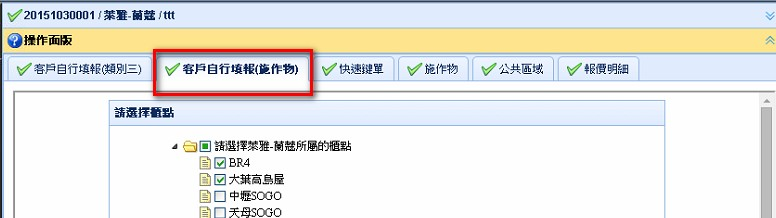 20151030001 / 萊雅-蘭蔻 / ttt
操作面版
客戶自行填報(類別三) 客戶自行填報(施作物) 快速鍵單 施作物 公共區域 報價明細
請選擇櫃點
請選擇萊雅-蘭蔻所屬的櫃點
BR4
大葉高島屋
中壢SOGO
天母SOGO